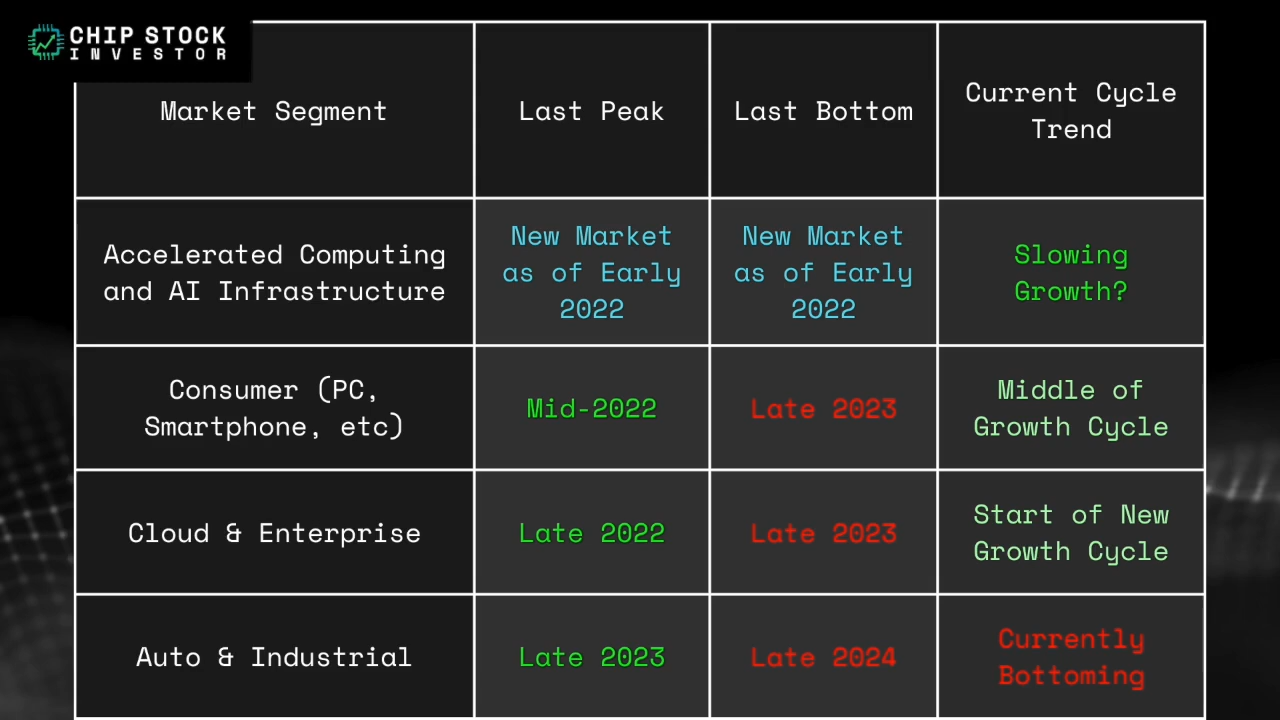 CHIP STOCK
INVESTOR
Market Segment
Last Peak
Last Bottom
Current Cycle
Trend
Accelerated Computing
and AI Infrastructure
New Market
as of Early
2022
New Market
as of Early
2022
Slowing
Growth?
Consumer (PC,
Smartphone, etc)
Mid-2022
Late 2023
Middle of
Growth Cycle
Cloud & Enterprise
Late 2022
Late 2023
Start of New
Growth Cycle
Auto & Industrial
Late 2023
Late 2024
Currently
Bottoming